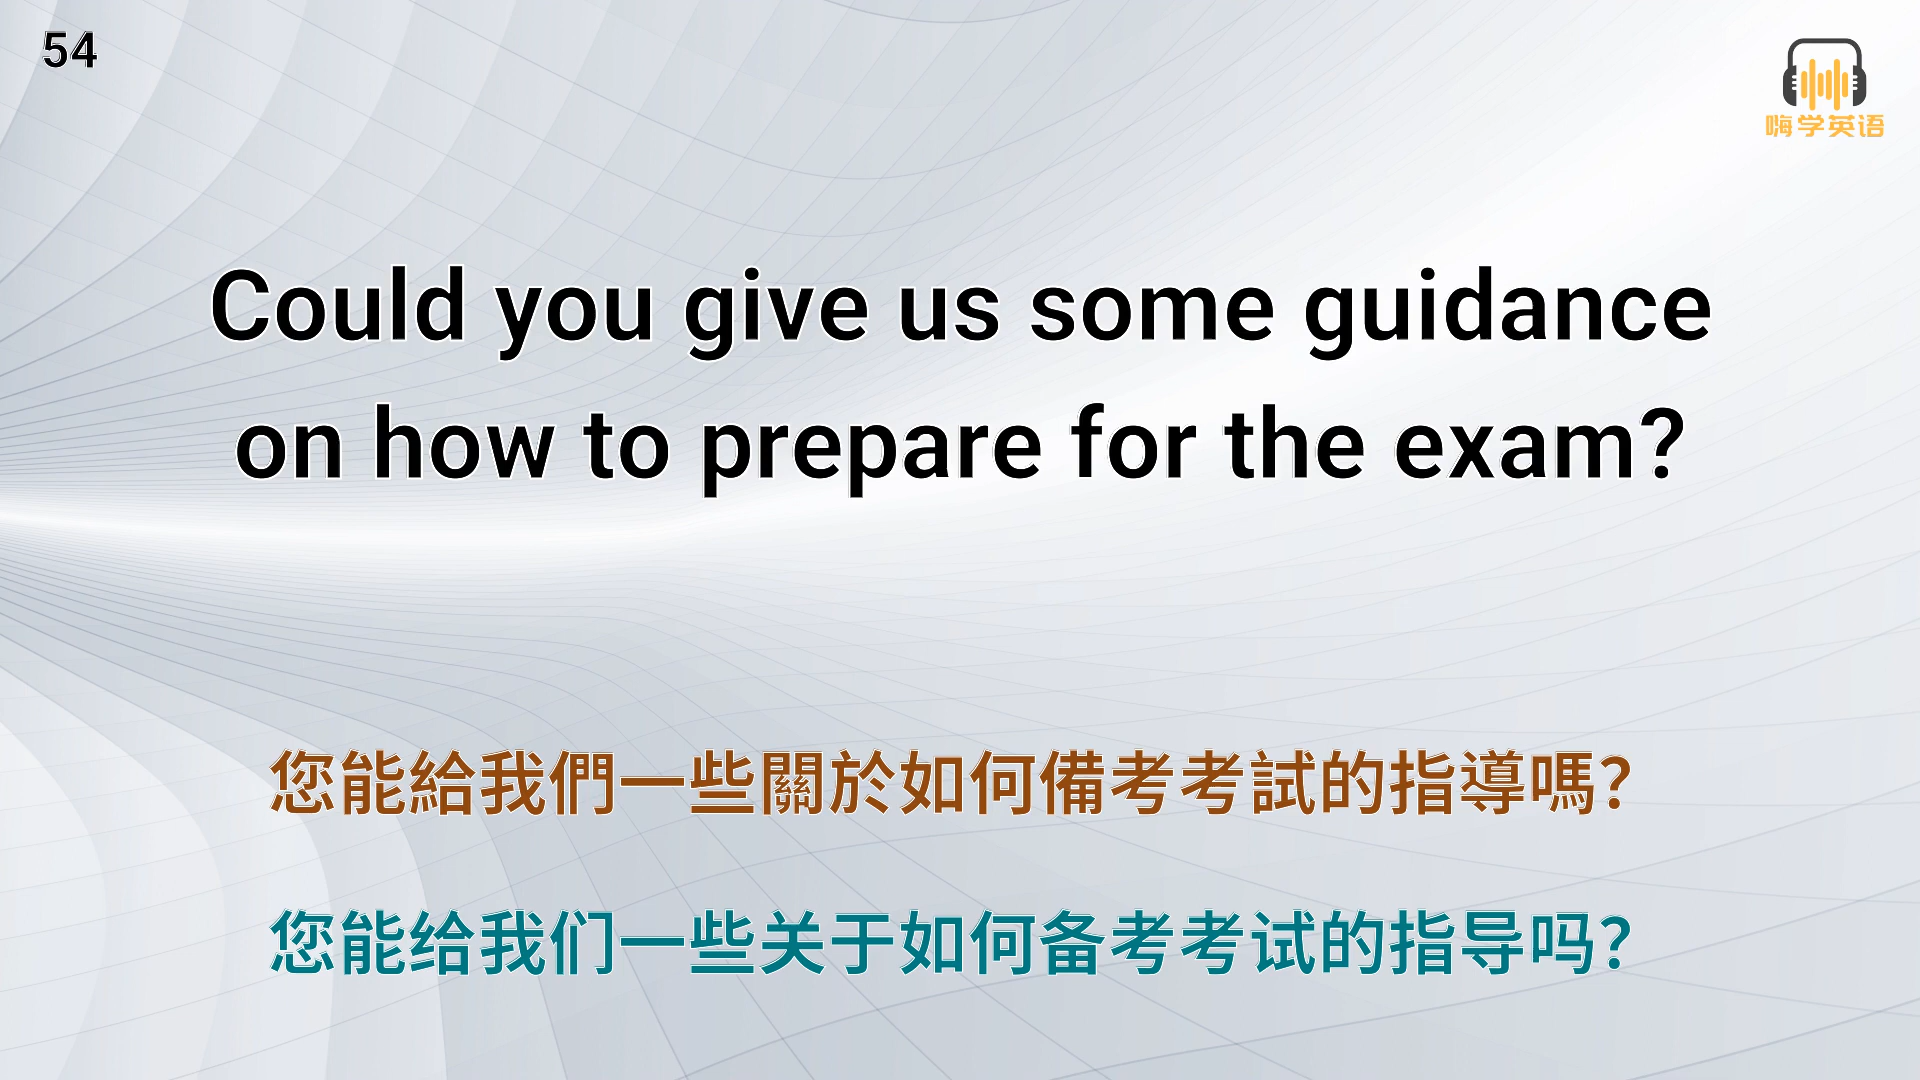 54
嗨学英语
Could you give us some guidance
on how to prepare for the exam?
您能給我們一些關於如何備考考試的指導嗎?
您能给我们一些关于如何备考考试的指导吗?